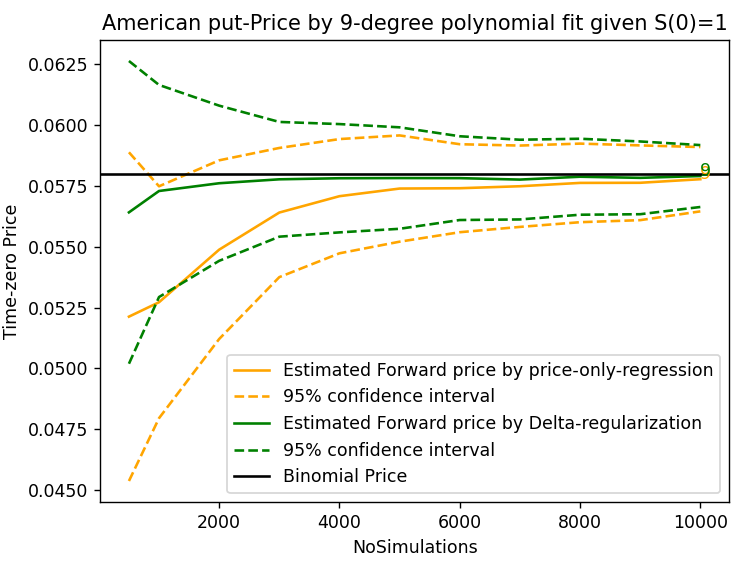 American put-Price by 9-degree polynomial fit given S(0)=1
Time-zero Price
0.0625
0.0600
0.0575
0.0550
0.0525
0.0500
0.0475
0.0450
9
9
Estimated Forward price by price-only-regression
95% confidence interval
Estimated Forward price by Delta-regularization
95% confidence interval
Binomial Price
2000 4000 6000 8000 10000
NoSimulations